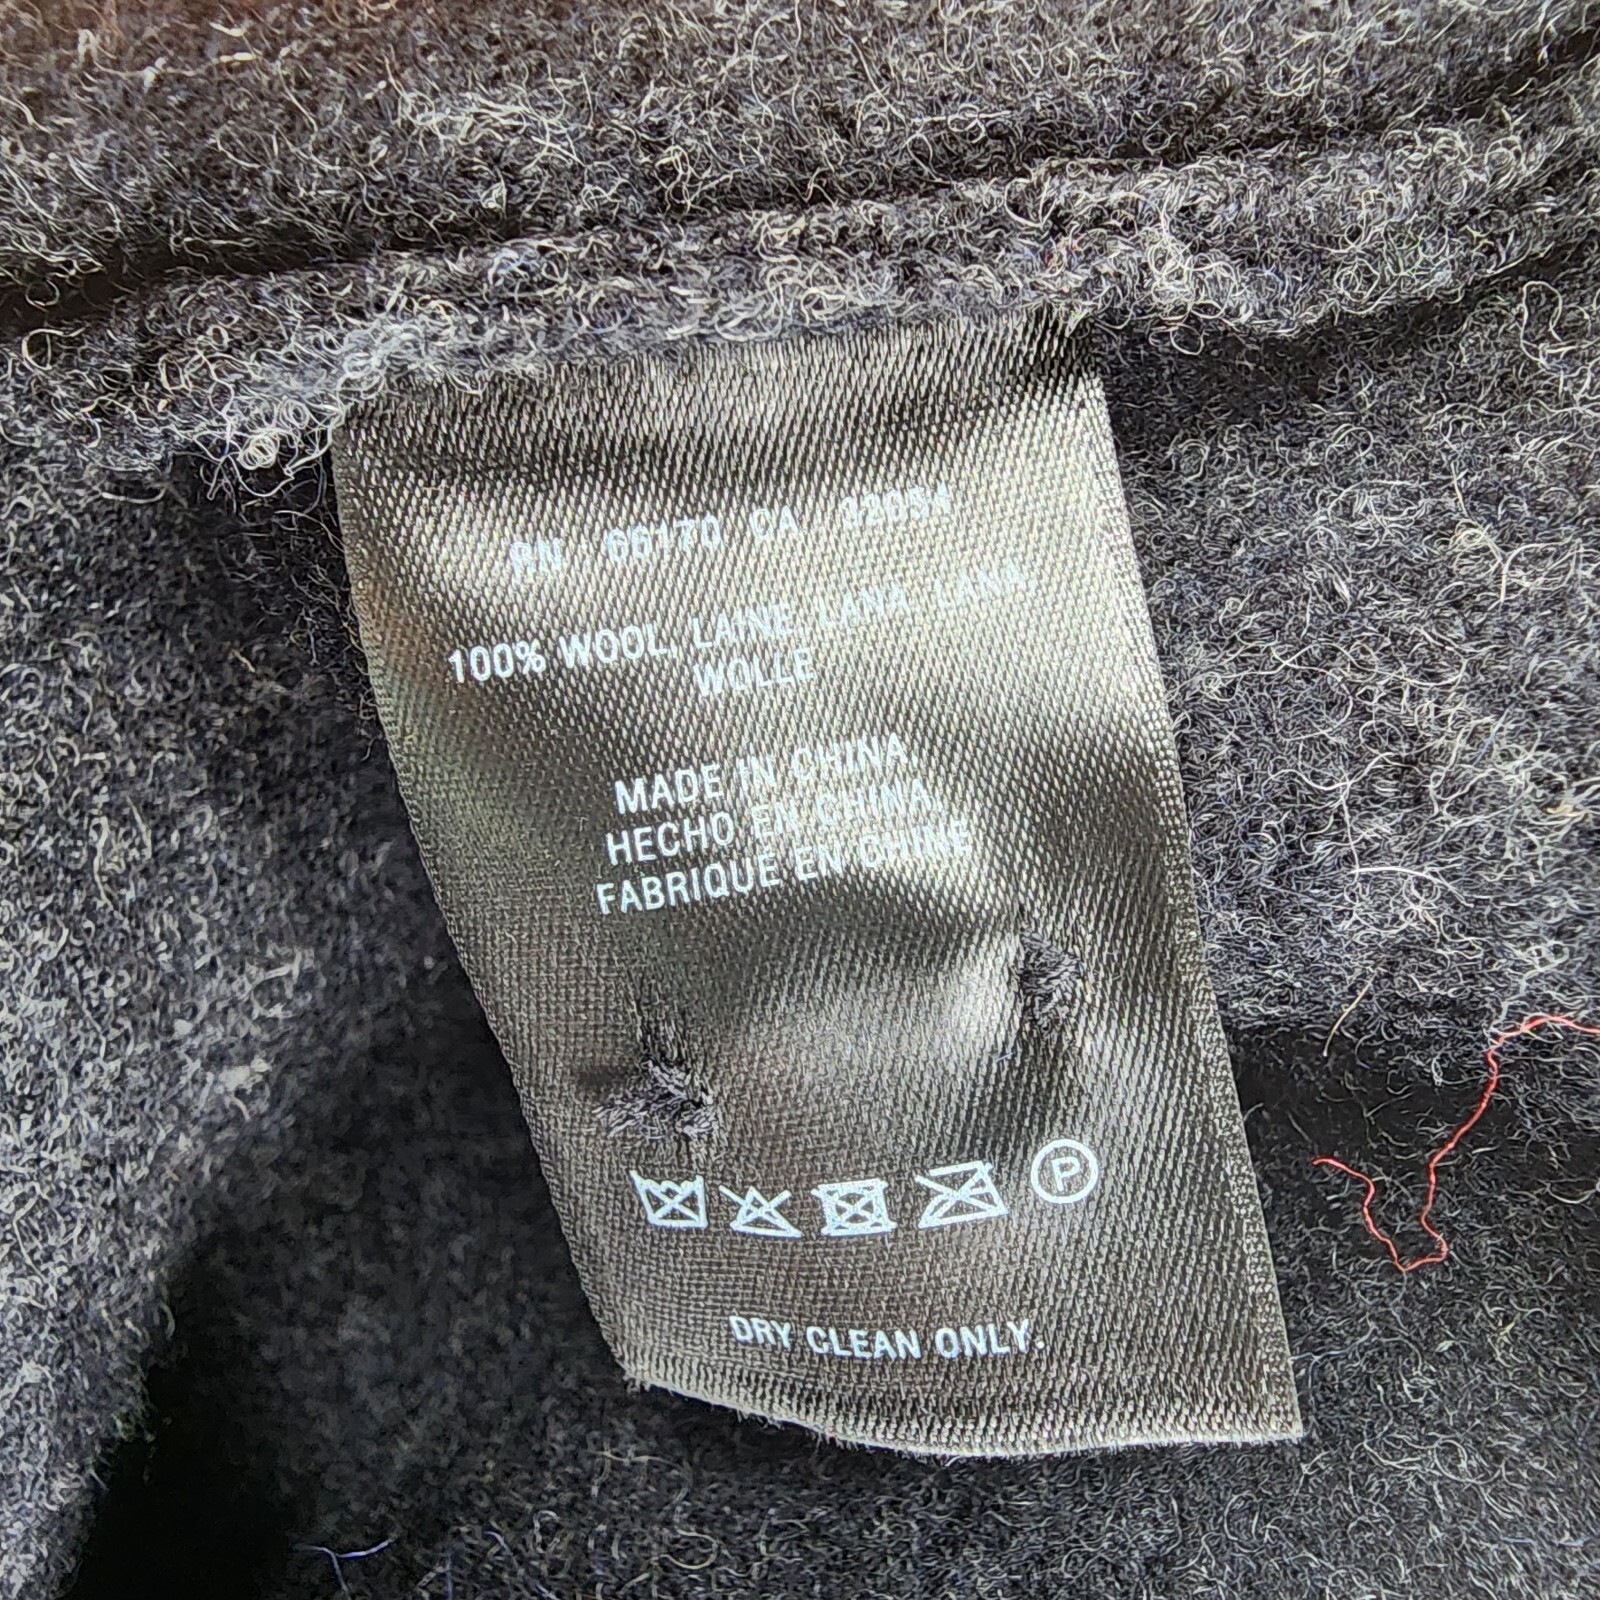 RN 66170 CA 32054
100% WOOL, LAINE, LANA, LANA,
WOLLE
MADE IN CHINA,
HECHO EN CHINA,
FABRIQUE EN CHINE
P
DRY CLEAN ONLY.